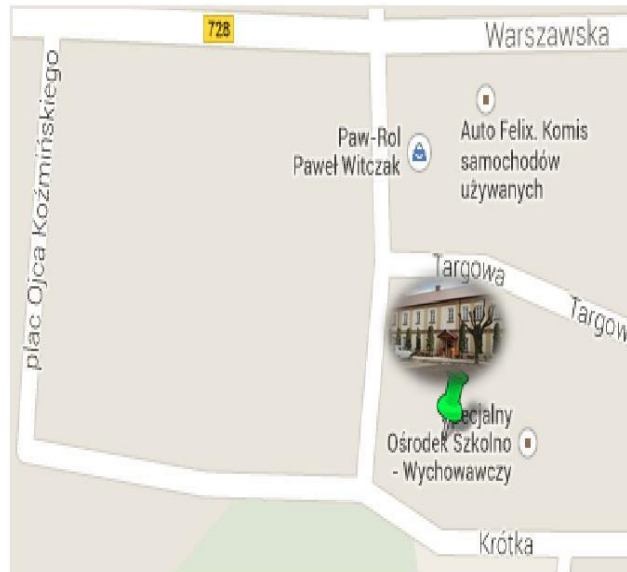 728
Warszawska
plac Ojca Koźmińskiego
Paw-Rol
Paweł Witczak
Auto Felix. Komis
samochodów
używanych
Targowa
Targow
Ośrodek Szkolno
- Wychowawczy
Krótka